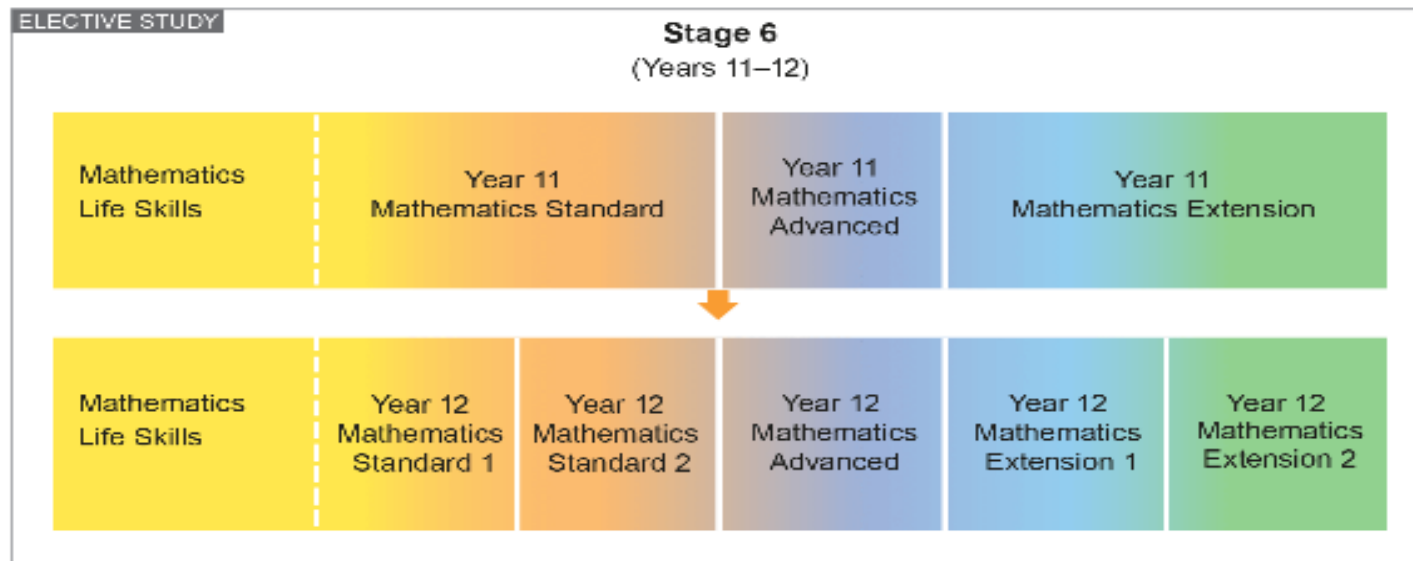 ELECTIVE STUDY
Stage 6
(Years 11–12)
Mathematics
Life Skills
Year 11
Mathematics Standard
Year 11
Mathematics
Advanced
Year 11
Mathematics Extension
Mathematics
Life Skills
Year 12
Mathematics
Standard 1
Year 12
Mathematics
Standard 2
Year 12
Mathematics
Advanced
Year 12
Mathematics
Extension 1
Year 12
Mathematics
Extension 2